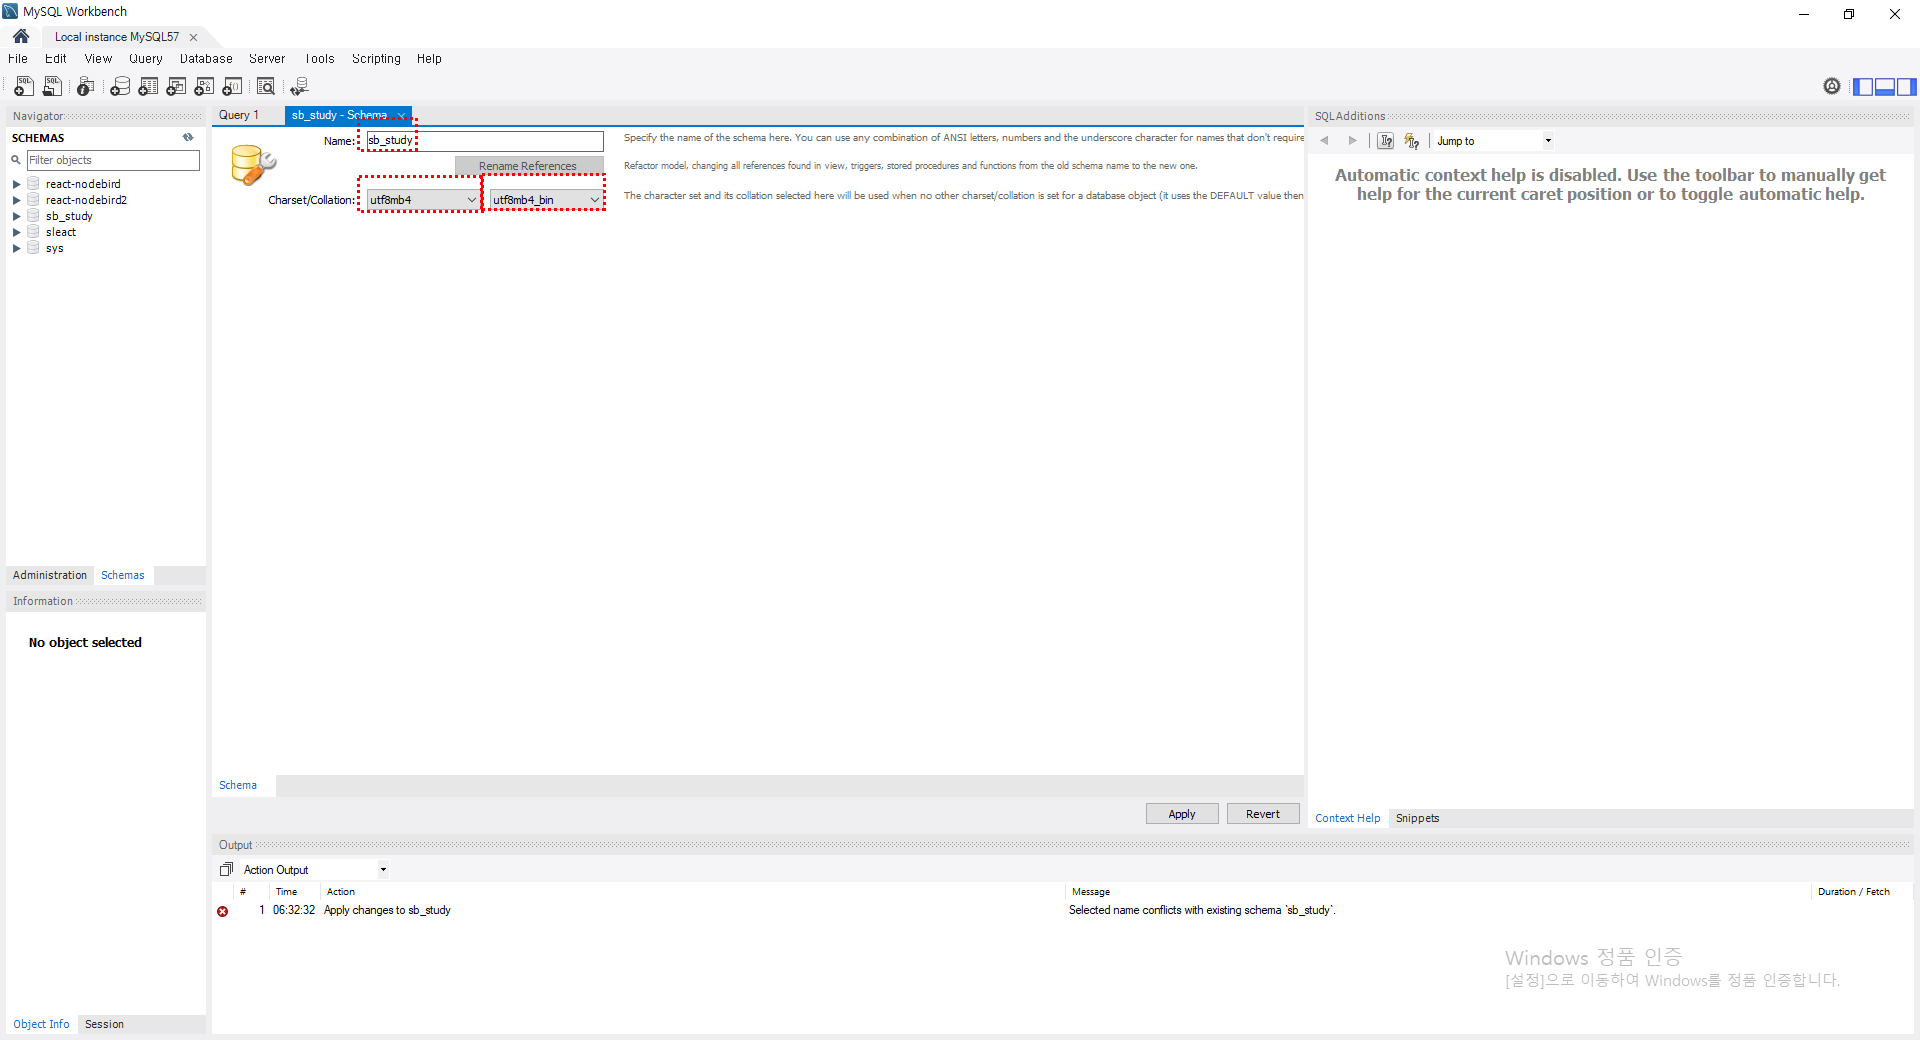 MySQL Workbench
Local instance MySQL57
File Edit View Query Database Server Tools Scripting Help
Navigator
SCHEMAS
Filter objects
react-nodebird
react-nodebird2
sb_study
sleact
sys
Administration Schemas
Information
No object selected
Object Info Session
Query 1 sb_study - Schema
Name: sb_study
Specify the name of the schema here. You can use any combination of ANSI letters, numbers and the underscore character for names that don't require
Rename References
Refactor model, changing all references found in view, triggers, stored procedures and functions from the old schema name to the new one.
Charset/Collation: utf8mb4 utf8mb4_bin
The character set and its collation selected here will be used when no other charset/collation is set for a database object (it uses the DEFAULT value then
Schema
Apply Revert
SQLAdditions
Jump to
Automatic context help is disabled. Use the toolbar to manually get
help for the current caret position or to toggle automatic help.
Context Help Snippets
Output
Action Output
# Time Action Message Duration / Fetch
1 06:32:32 Apply changes to sb_study Selected name conflicts with existing schema `sb_study`.
Windows 정품 인증
[설정]으로 이동하여 Windows를 정품 인증합니다.